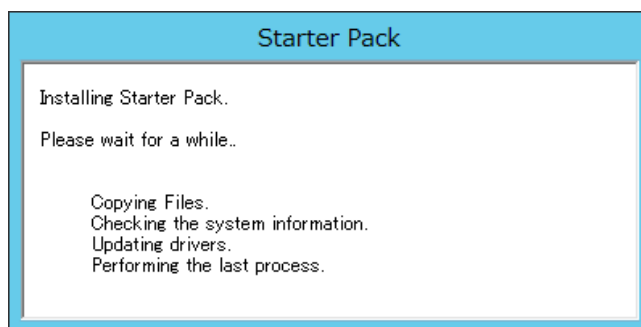 Starter Pack
Installing Starter Pack.
Please wait for a while..
Copying Files.
Checking the system information.
Updating drivers.
Performing the last process.